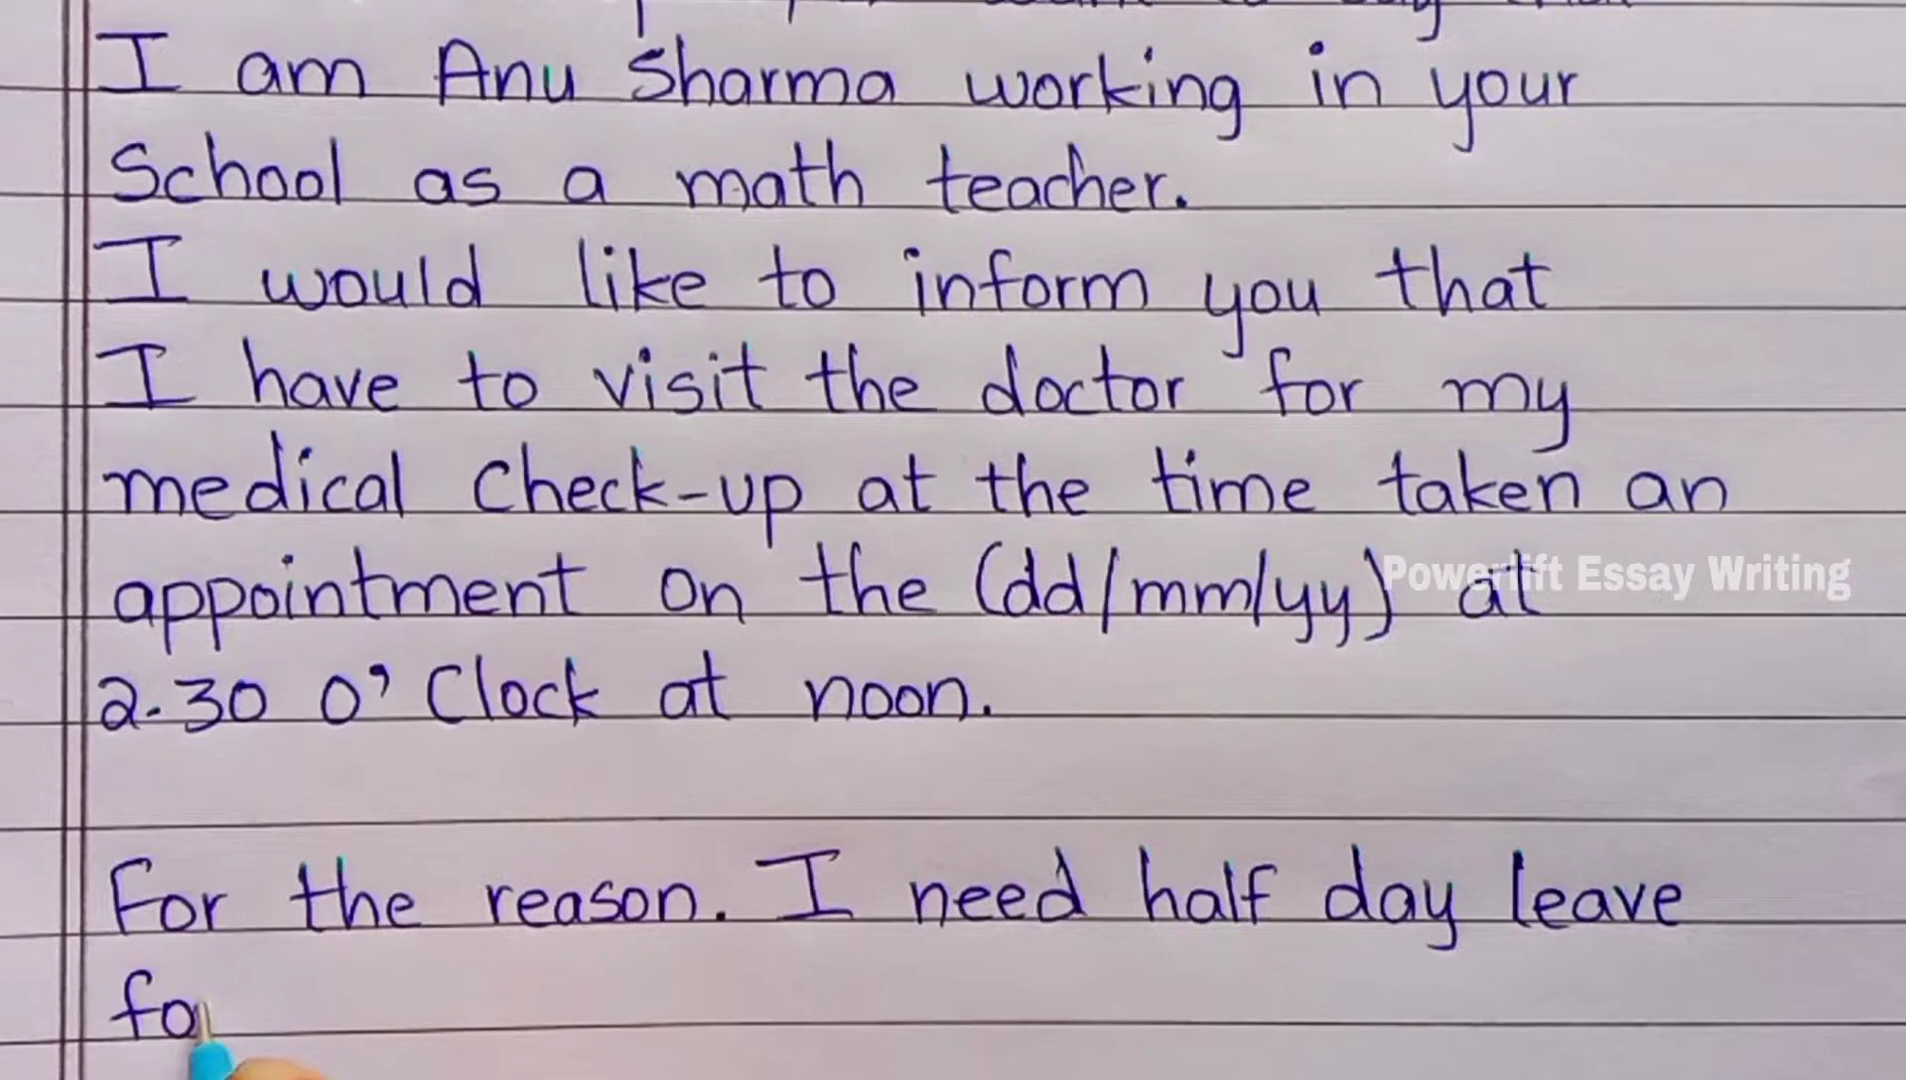 I am Anu Sharma working in your
School as a math teacher.
I would like to inform you that
I have to visit the doctor for my
medical check-up at the time taken an
appointment on the (dd/mm/yy) at
Powerlift Essay Writing
2.30 O' Clock at noon.
For the reason. I need half day leave
fo